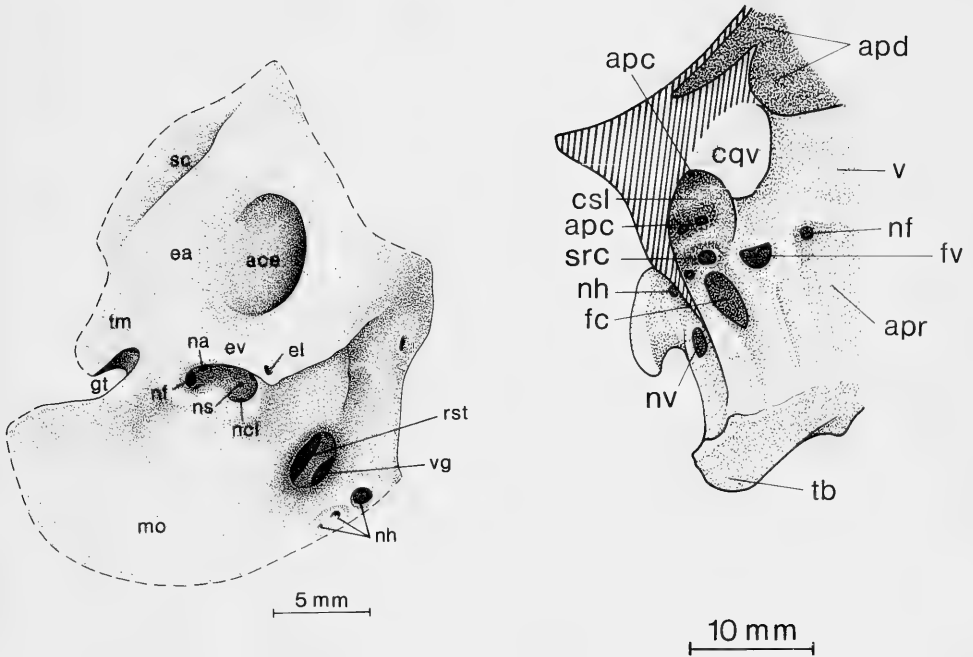 sc
ea
ace
tm
gt
na
ev
el
nf
ns
ncl
rst
vg
nh
mo
5 mm
apc
apd
cqv
v
csl
apc
src
nf
fv
nh
fc
apr
nv
tb
10 mm